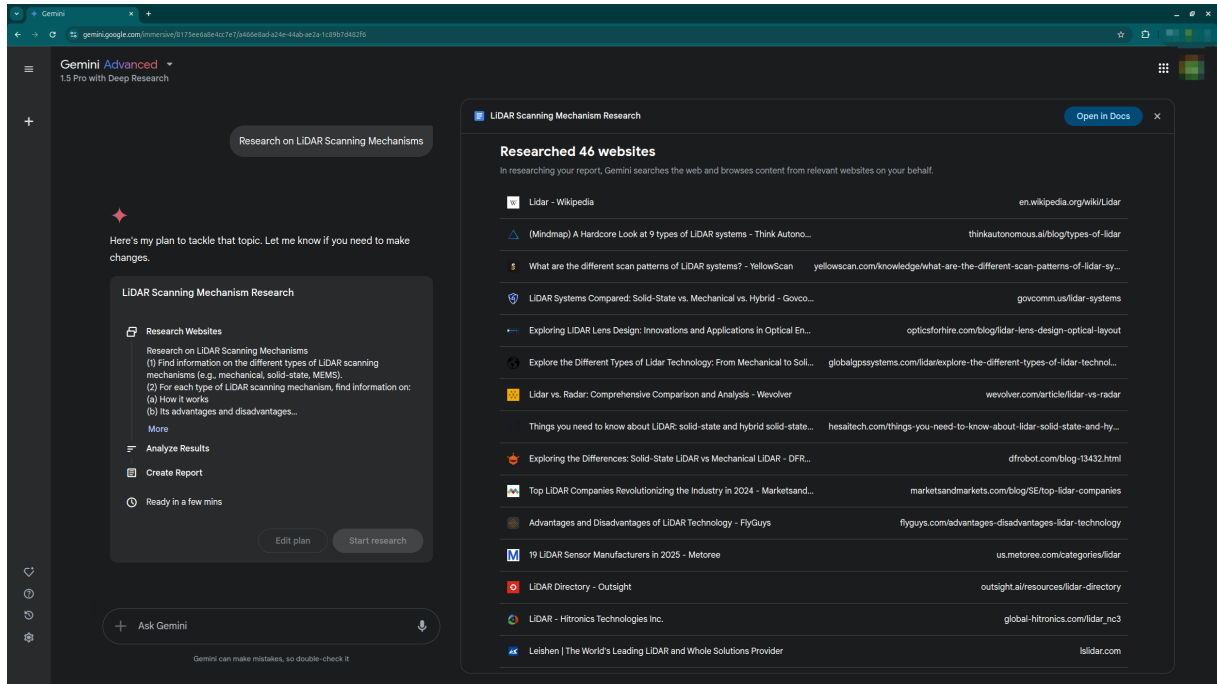 Gemini
gemini.google.com/immersive/8175ee6a8e4cc7e7/a466e8ad-a24e-44ab-ae2a-1c89b7d482f6
Gemini Advanced
1.5 Pro with Deep Research
Research on LiDAR Scanning Mechanisms
Here's my plan to tackle that topic. Let me know if you need to make
changes.
LiDAR Scanning Mechanism Research
Research Websites
Research on LiDAR Scanning Mechanisms
(1) Find information on the different types of LiDAR scanning
mechanisms (e.g., mechanical, solid-state, MEMS).
(2) For each type of LiDAR scanning mechanism, find information on:
(a) How it works
(b) Its advantages and disadvantages...
More
Analyze Results
Create Report
Ready in a few mins
Edit plan Start research
Ask Gemini
Gemini can make mistakes, so double-check it
LiDAR Scanning Mechanism Research Open in Docs
Researched 46 websites
In researching your report, Gemini searches the web and browses content from relevant websites on your behalf.
W Lidar - Wikipedia en.wikipedia.org/wiki/Lidar
(Mindmap) A Hardcore Look at 9 types of LiDAR systems - Think Autono... thinkautonomous.ai/blog/types-of-lidar
What are the different scan patterns of LiDAR systems? - YellowScan yellowscan.com/knowledge/what-are-the-different-scan-patterns-of-lidar-sy...
LiDAR Systems Compared: Solid-State vs. Mechanical vs. Hybrid - Govco... govcomm.us/lidar-systems
Exploring LIDAR Lens Design: Innovations and Applications in Optical En... opticsforhire.com/blog/lidar-lens-design-optical-layout
Explore the Different Types of Lidar Technology: From Mechanical to Soli... globalgpssystems.com/lidar/explore-the-different-types-of-lidar-technol...
Lidar vs. Radar: Comprehensive Comparison and Analysis - Wevolver wevolver.com/article/lidar-vs-radar
Things you need to know about LiDAR: solid-state and hybrid solid-state... hesaitech.com/things-you-need-to-know-about-lidar-solid-state-and-hy...
Exploring the Differences: Solid-State LiDAR vs Mechanical LiDAR - DFR... dfrobot.com/blog-13432.html
Top LiDAR Companies Revolutionizing the Industry in 2024 - Marketsand... marketsandmarkets.com/blog/SE/top-lidar-companies
Advantages and Disadvantages of LiDAR Technology - FlyGuys flyguys.com/advantages-disadvantages-lidar-technology
M 19 LiDAR Sensor Manufacturers in 2025 - Metoree us.metoree.com/categories/lidar
LiDAR Directory - Outsight outsight.ai/resources/lidar-directory
LiDAR - Hitronics Technologies Inc. global-hitronics.com/lidar_nc3
Leishen | The World's Leading LiDAR and Whole Solutions Provider lslidar.com